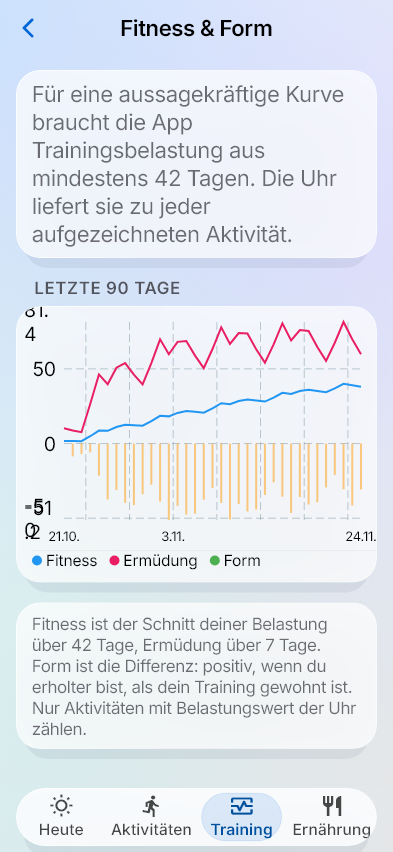 Fitness & Form
Für eine aussagekräftige Kurve
braucht die App
Trainingsbelastung aus
mindestens 42 Tagen. Die Uhr
liefert sie zu jeder
aufgezeichneten Aktivität.
LETZTE 90 TAGE
81.
4
50
0
21.10.
3.11.
24.11.
Fitness
Ermüdung
Form
Fitness ist der Schnitt deiner Belastung
über 42 Tage, Ermüdung über 7 Tage.
Form ist die Differenz: positiv, wenn du
erholter bist, als dein Training gewohnt ist.
Nur Aktivitäten mit Belastungswert der Uhr
zählen.
Heute
Aktivitäten
Training
Ernährung